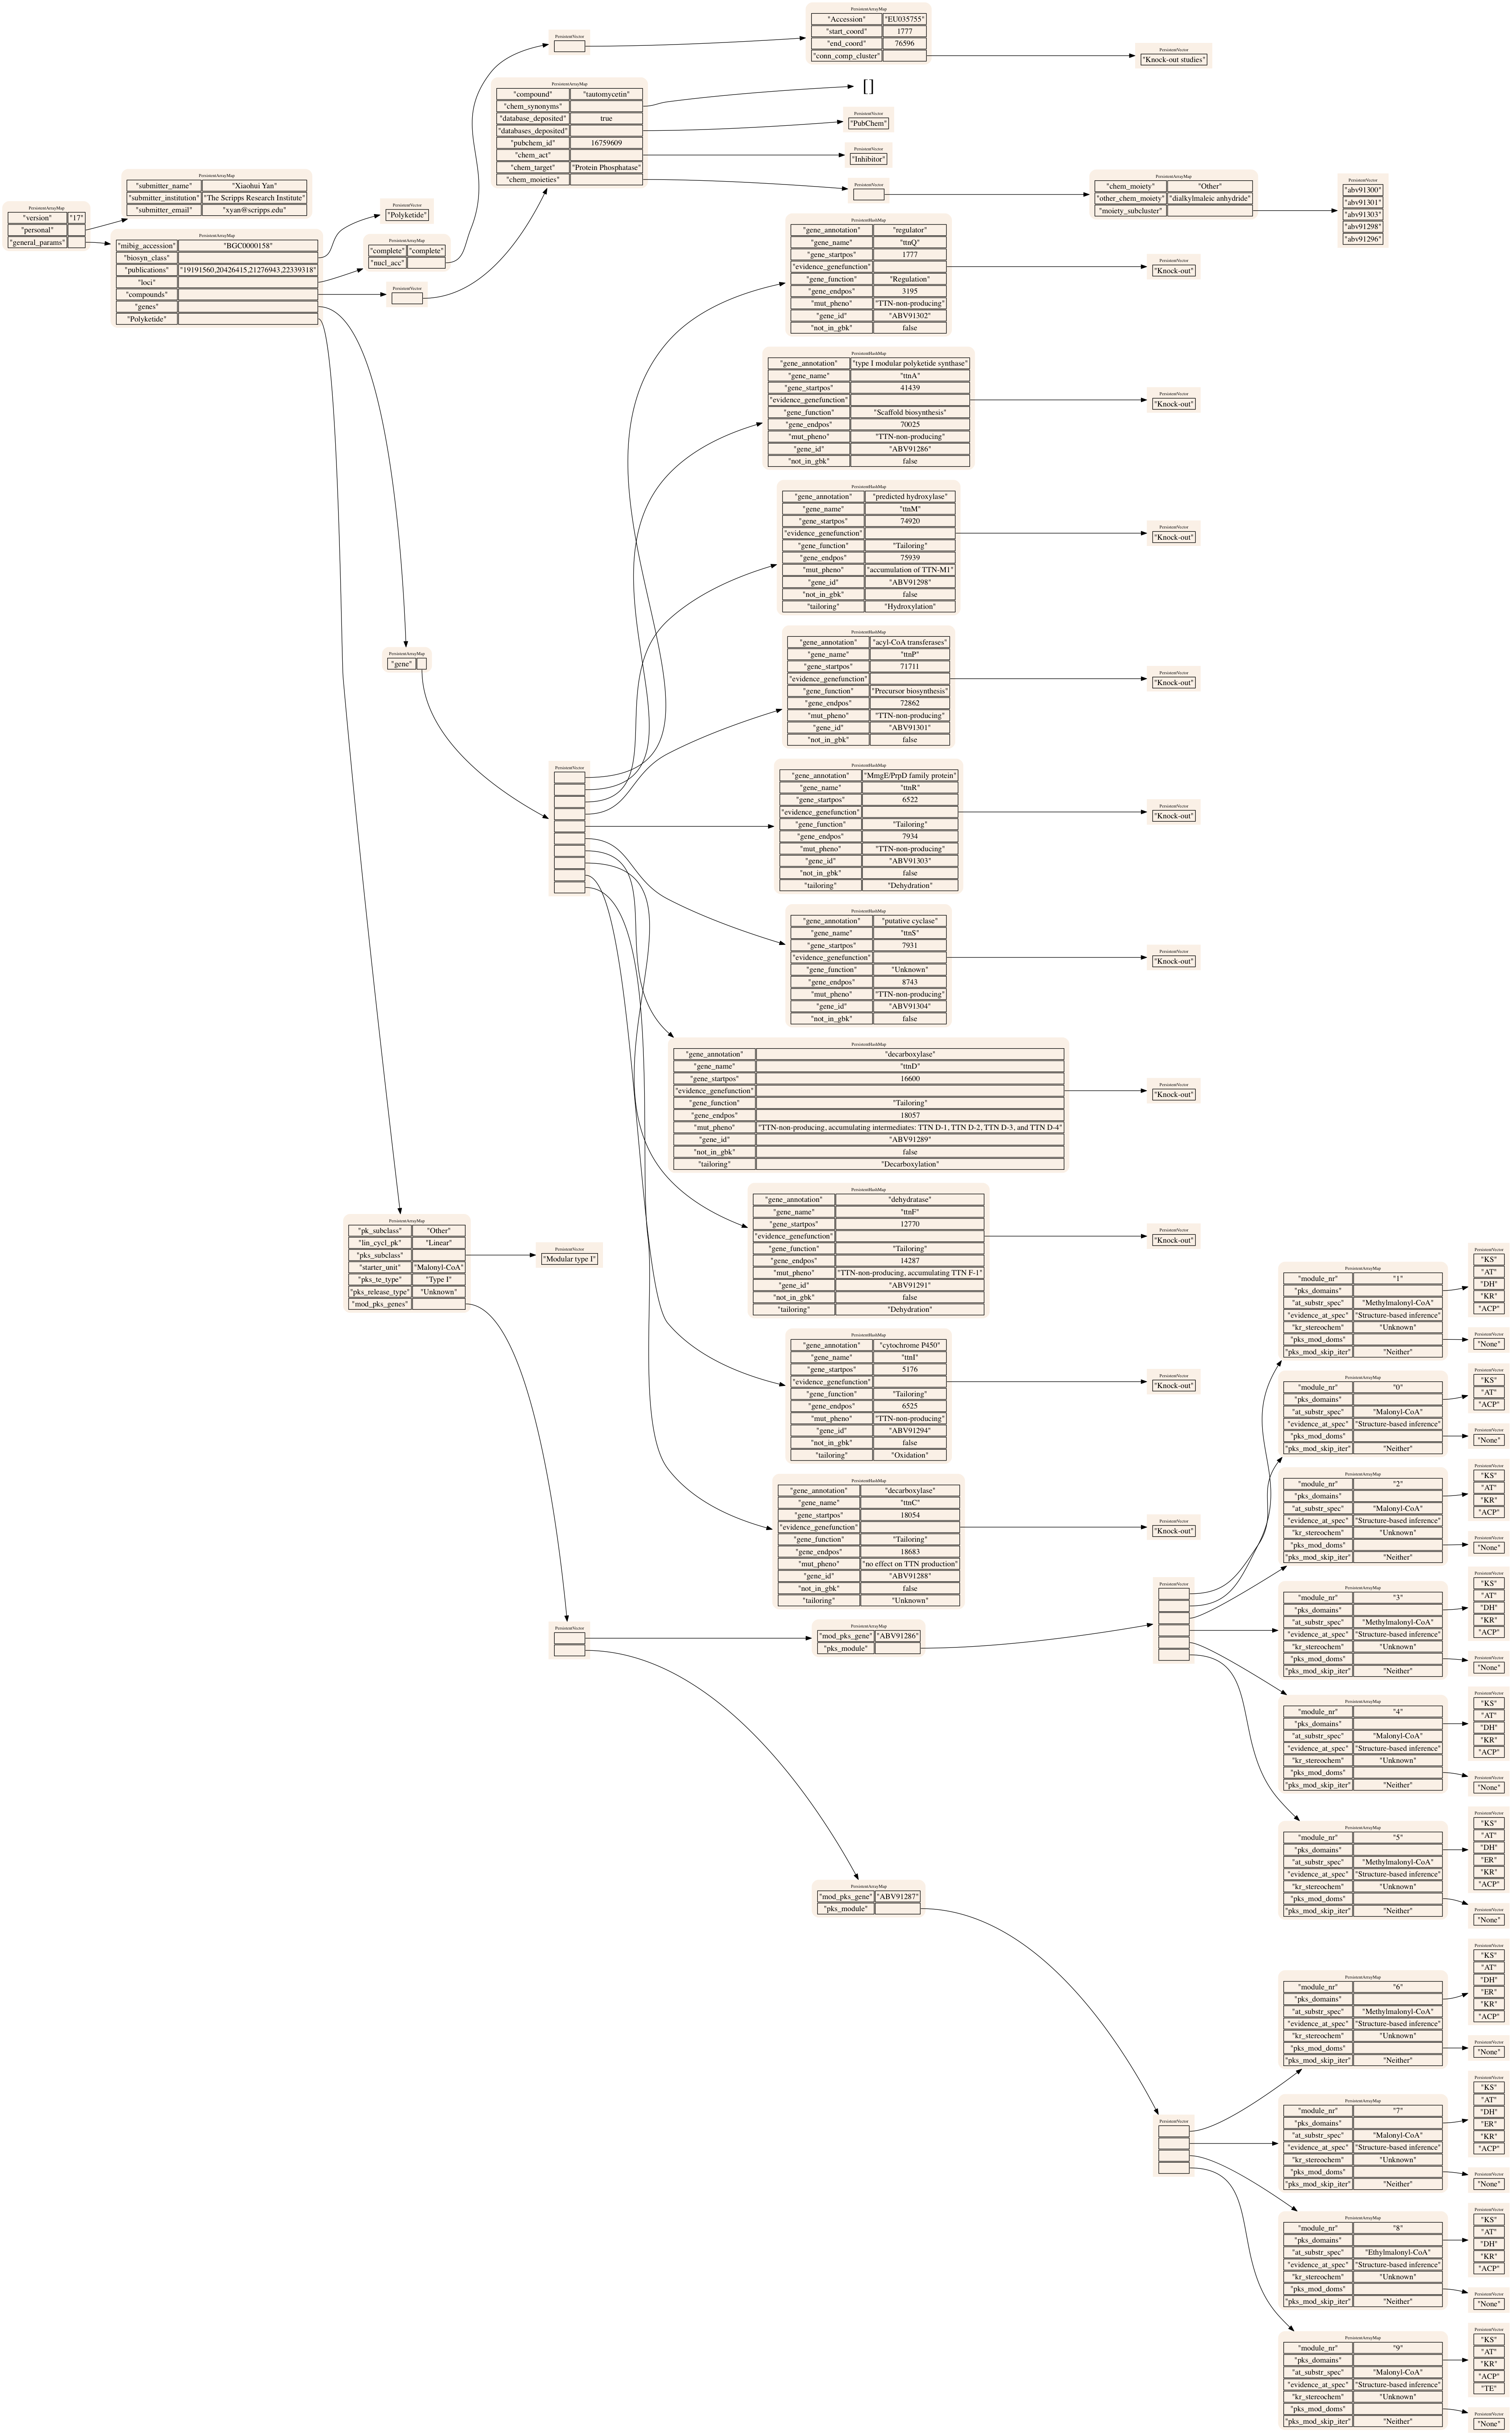 PersistentArrayMap
"version" "17"
"personal"
"general_params"
PersistentArrayMap
"submitter_name" "Xiaohui Yan"
"submitter_institution" "The Scripps Research Institute"
"submitter_email" "xyan@scripps.edu"
PersistentArrayMap
"mibig_accession" "BGC0000158"
"biosyn_class"
"publications" "19191560,20426415,21276943,22339318"
"loci"
"compounds"
"genes"
"Polyketide"
PersistentVector
"Polyketide"
PersistentArrayMap
"complete" "complete"
"nucl_acc"
PersistentVector
PersistentVector
PersistentArrayMap
"Accession" "EU035755"
"start_coord" 1777
"end_coord" 76596
"conn_comp_cluster"
PersistentVector
"Knock-out studies"
PersistentArrayMap
"compound" "tautomycetin"
"chem_synonyms"
"database_deposited" true
"databases_deposited"
"pubchem_id" 16759609
"chem_act"
"chem_target" "Protein Phosphatase"
"chem_moieties"
[]
PersistentVector
"PubChem"
PersistentVector
"Inhibitor"
PersistentVector
PersistentArrayMap
"chem_moiety" "Other"
"other_chem_moiety" "dialkylmaleic anhydride"
"moiety_subcluster"
PersistentVector
"abv91300"
"abv91301"
"abv91303"
"abv91298"
"abv91296"
PersistentArrayMap
"gene"
PersistentVector
PersistentHashMap
"gene_annotation" "regulator"
"gene_name" "ttnQ"
"gene_startpos" 1777
"evidence_genefunction"
"gene_function" "Regulation"
"gene_endpos" 3195
"mut_pheno" "TTN-non-producing"
"gene_id" "ABV91302"
"not_in_gbk" false
PersistentVector
"Knock-out"
PersistentHashMap
"gene_annotation" "type I modular polyketide synthase"
"gene_name" "ttnA"
"gene_startpos" 41439
"evidence_genefunction"
"gene_function" "Scaffold biosynthesis"
"gene_endpos" 70025
"mut_pheno" "TTN-non-producing"
"gene_id" "ABV91286"
"not_in_gbk" false
PersistentVector
"Knock-out"
PersistentHashMap
"gene_annotation" "predicted hydroxylase"
"gene_name" "ttnM"
"gene_startpos" 74920
"evidence_genefunction"
"gene_function" "Tailoring"
"gene_endpos" 75939
"mut_pheno" "accumulation of TTN-M1"
"gene_id" "ABV91298"
"not_in_gbk" false
"tailoring" "Hydroxylation"
PersistentVector
"Knock-out"
PersistentHashMap
"gene_annotation" "acyl-CoA transferases"
"gene_name" "ttnP"
"gene_startpos" 71711
"evidence_genefunction"
"gene_function" "Precursor biosynthesis"
"gene_endpos" 72862
"mut_pheno" "TTN-non-producing"
"gene_id" "ABV91301"
"not_in_gbk" false
PersistentVector
"Knock-out"
PersistentHashMap
"gene_annotation" "MmgE/PrpD family protein"
"gene_name" "ttnR"
"gene_startpos" 6522
"evidence_genefunction"
"gene_function" "Tailoring"
"gene_endpos" 7934
"mut_pheno" "TTN-non-producing"
"gene_id" "ABV91303"
"not_in_gbk" false
"tailoring" "Dehydration"
PersistentVector
"Knock-out"
PersistentHashMap
"gene_annotation" "putative cyclase"
"gene_name" "ttnS"
"gene_startpos" 7931
"evidence_genefunction"
"gene_function" "Unknown"
"gene_endpos" 8743
"mut_pheno" "TTN-non-producing"
"gene_id" "ABV91304"
"not_in_gbk" false
PersistentVector
"Knock-out"
PersistentHashMap
"gene_annotation" "decarboxylase"
"gene_name" "ttnD"
"gene_startpos" 16600
"evidence_genefunction"
"gene_function" "Tailoring"
"gene_endpos" 18057
"mut_pheno" "TTN-non-producing, accumulating intermediates: TTN D-1, TTN D-2, TTN D-3, and TTN D-4"
"gene_id" "ABV91289"
"not_in_gbk" false
"tailoring" "Decarboxylation"
PersistentVector
"Knock-out"
PersistentHashMap
"gene_annotation" "dehydratase"
"gene_name" "ttnF"
"gene_startpos" 12770
"evidence_genefunction"
"gene_function" "Tailoring"
"gene_endpos" 14287
"mut_pheno" "TTN-non-producing, accumulating TTN F-1"
"gene_id" "ABV91291"
"not_in_gbk" false
"tailoring" "Dehydration"
PersistentVector
"Knock-out"
PersistentHashMap
"gene_annotation" "cytochrome P450"
"gene_name" "ttnI"
"gene_startpos" 5176
"evidence_genefunction"
"gene_function" "Tailoring"
"gene_endpos" 6525
"mut_pheno" "TTN-non-producing"
"gene_id" "ABV91294"
"not_in_gbk" false
"tailoring" "Oxidation"
PersistentVector
"Knock-out"
PersistentHashMap
"gene_annotation" "decarboxylase"
"gene_name" "ttnC"
"gene_startpos" 18054
"evidence_genefunction"
"gene_function" "Tailoring"
"gene_endpos" 18683
"mut_pheno" "no effect on TTN production"
"gene_id" "ABV91288"
"not_in_gbk" false
"tailoring" "Unknown"
PersistentVector
"Knock-out"
PersistentArrayMap
"pk_subclass" "Other"
"lin_cycl_pk" "Linear"
"pks_subclass"
"starter_unit" "Malonyl-CoA"
"pks_te_type" "Type I"
"pks_release_type" "Unknown"
"mod_pks_genes"
PersistentVector
"Modular type I"
PersistentVector
PersistentArrayMap
"mod_pks_gene" "ABV91286"
"pks_module"
PersistentVector
PersistentArrayMap
"module_nr" "1"
"pks_domains"
"at_substr_spec" "Methylmalonyl-CoA"
"evidence_at_spec" "Structure-based inference"
"kr_stereochem" "Unknown"
"pks_mod_doms"
"pks_mod_skip_iter" "Neither"
PersistentVector
"KS"
"AT"
"DH"
"KR"
"ACP"
PersistentVector
"None"
PersistentArrayMap
"module_nr" "0"
"pks_domains"
"at_substr_spec" "Malonyl-CoA"
"evidence_at_spec" "Structure-based inference"
"pks_mod_doms"
"pks_mod_skip_iter" "Neither"
PersistentVector
"KS"
"AT"
"ACP"
PersistentVector
"None"
PersistentArrayMap
"module_nr" "2"
"pks_domains"
"at_substr_spec" "Malonyl-CoA"
"evidence_at_spec" "Structure-based inference"
"kr_stereochem" "Unknown"
"pks_mod_doms"
"pks_mod_skip_iter" "Neither"
PersistentVector
"KS"
"AT"
"KR"
"ACP"
PersistentVector
"None"
PersistentArrayMap
"module_nr" "3"
"pks_domains"
"at_substr_spec" "Methylmalonyl-CoA"
"evidence_at_spec" "Structure-based inference"
"kr_stereochem" "Unknown"
"pks_mod_doms"
"pks_mod_skip_iter" "Neither"
PersistentVector
"KS"
"AT"
"DH"
"KR"
"ACP"
PersistentVector
"None"
PersistentArrayMap
"module_nr" "4"
"pks_domains"
"at_substr_spec" "Malonyl-CoA"
"evidence_at_spec" "Structure-based inference"
"kr_stereochem" "Unknown"
"pks_mod_doms"
"pks_mod_skip_iter" "Neither"
PersistentVector
"KS"
"AT"
"DH"
"KR"
"ACP"
PersistentVector
"None"
PersistentArrayMap
"module_nr" "5"
"pks_domains"
"at_substr_spec" "Methylmalonyl-CoA"
"evidence_at_spec" "Structure-based inference"
"kr_stereochem" "Unknown"
"pks_mod_doms"
"pks_mod_skip_iter" "Neither"
PersistentVector
"KS"
"AT"
"DH"
"ER"
"KR"
"ACP"
PersistentVector
"None"
PersistentArrayMap
"mod_pks_gene" "ABV91287"
"pks_module"
PersistentVector
PersistentArrayMap
"module_nr" "6"
"pks_domains"
"at_substr_spec" "Methylmalonyl-CoA"
"evidence_at_spec" "Structure-based inference"
"kr_stereochem" "Unknown"
"pks_mod_doms"
"pks_mod_skip_iter" "Neither"
PersistentVector
"KS"
"AT"
"DH"
"ER"
"KR"
"ACP"
PersistentVector
"None"
PersistentArrayMap
"module_nr" "7"
"pks_domains"
"at_substr_spec" "Malonyl-CoA"
"evidence_at_spec" "Structure-based inference"
"kr_stereochem" "Unknown"
"pks_mod_doms"
"pks_mod_skip_iter" "Neither"
PersistentVector
"KS"
"AT"
"DH"
"ER"
"KR"
"ACP"
PersistentVector
"None"
PersistentArrayMap
"module_nr" "8"
"pks_domains"
"at_substr_spec" "Ethylmalonyl-CoA"
"evidence_at_spec" "Structure-based inference"
"kr_stereochem" "Unknown"
"pks_mod_doms"
"pks_mod_skip_iter" "Neither"
PersistentVector
"KS"
"AT"
"DH"
"KR"
"ACP"
PersistentVector
"None"
PersistentArrayMap
"module_nr" "9"
"pks_domains"
"at_substr_spec" "Malonyl-CoA"
"evidence_at_spec" "Structure-based inference"
"kr_stereochem" "Unknown"
"pks_mod_doms"
"pks_mod_skip_iter" "Neither"
PersistentVector
"KS"
"AT"
"KR"
"ACP"
"TE"
PersistentVector
"None"